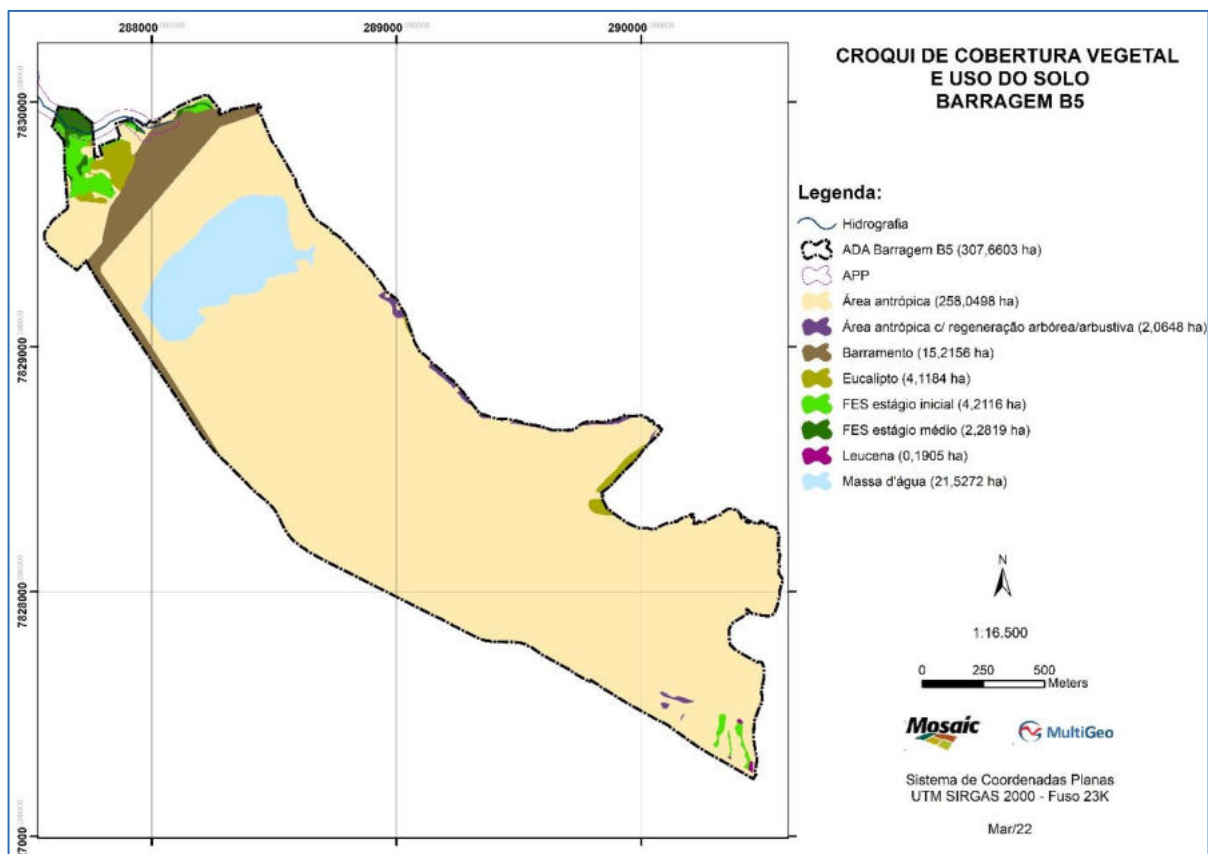 288000
289000
290000
7830000
7829000
7828000
CROQUI DE COBERTURA VEGETAL
E USO DO SOLO
BARRAGEM B5
Legenda:
Hidrografia
ADA Barragem B5 (307,6603 ha)
APP
Área antrópica (258,0498 ha)
Área antrópica c/ regeneração arbórea/arbustiva (2,0648 ha)
Barramento (15,2156 ha)
Eucalipto (4,1184 ha)
FES estágio inicial (4,2116 ha)
FES estágio médio (2,2819 ha)
Leucena (0,1905 ha)
Massa d'água (21,5272 ha)
N
1:16.500
0 250 500
Meters
Mosaic MultiGeo
Sistema de Coordenadas Planas
UTM SIRGAS 2000 - Fuso 23K
Mar/22